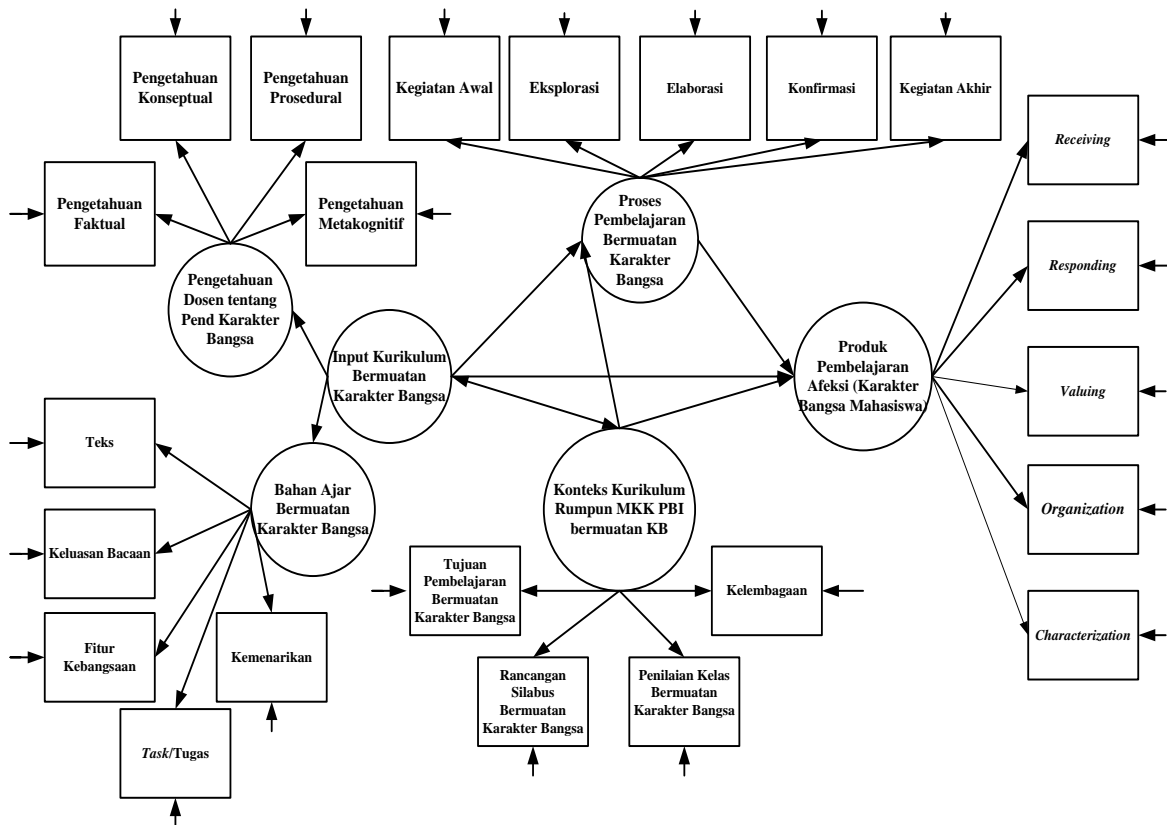 Pengetahuan
Konseptual
Pengetahuan
Prosedural
Kegiatan Awal
Eksplorasi
Elaborasi
Konfirmasi
Kegiatan Akhir
Receiving
Pengetahuan
Faktual
Pengetahuan
Metakognitif
Proses
Pembelajaran
Bermuatan
Karakter
Bangsa
Responding
Pengetahuan
Dosen tentang
Pend Karakter
Bangsa
Input Kurikulum
Bermuatan
Karakter Bangsa
Produk
Pembelajaran
Afeksi (Karakter
Bangsa Mahasiswa)
Valuing
Teks
Bahan Ajar
Bermuatan
Karakter Bangsa
Konteks Kurikulum
Rumpun MKK PBI
bermuatan KB
Organization
Keluasan Bacaan
Tujuan
Pembelajaran
Bermuatan
Karakter Bangsa
Kelembagaan
Characterization
Fitur
Kebangsaan
Kemenarikan
Rancangan
Silabus
Bermuatan
Karakter Bangsa
Penilaian Kelas
Bermuatan
Karakter Bangsa
Task/Tugas